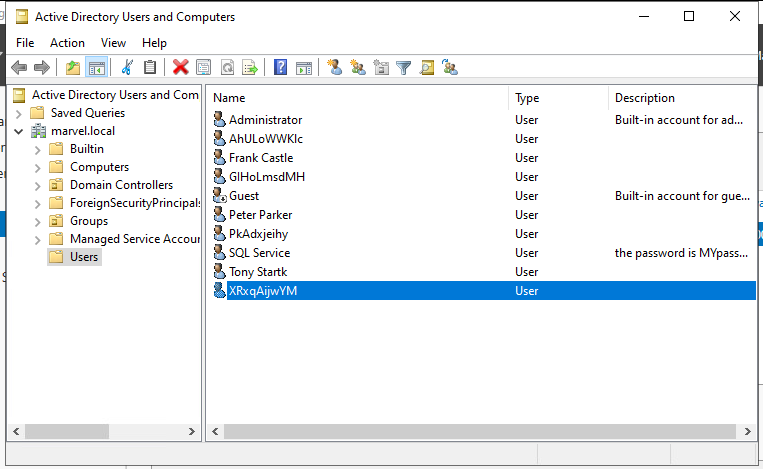 Active Directory Users and Computers
File Action View Help
Active Directory Users and Com
Saved Queries
marvel.local
Builtin
Computers
Domain Controllers
ForeignSecurityPrincipals
Groups
Managed Service Accour
Users
Name Type Description
Administrator User Built-in account for ad...
AhULoWWKlc User
Frank Castle User
GlHoLmsdMH User
Guest User Built-in account for gue...
Peter Parker User
PkAdxjeihy User
SQL Service User the password is MYpass...
Tony Startk User
XRxqAijwYM User